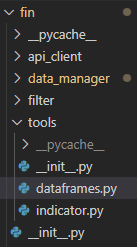 fin
__pycache__
api_client
data_manager
filter
tools
__pycache__
__init__.py
dataframes.py
indicator.py
__init__.py